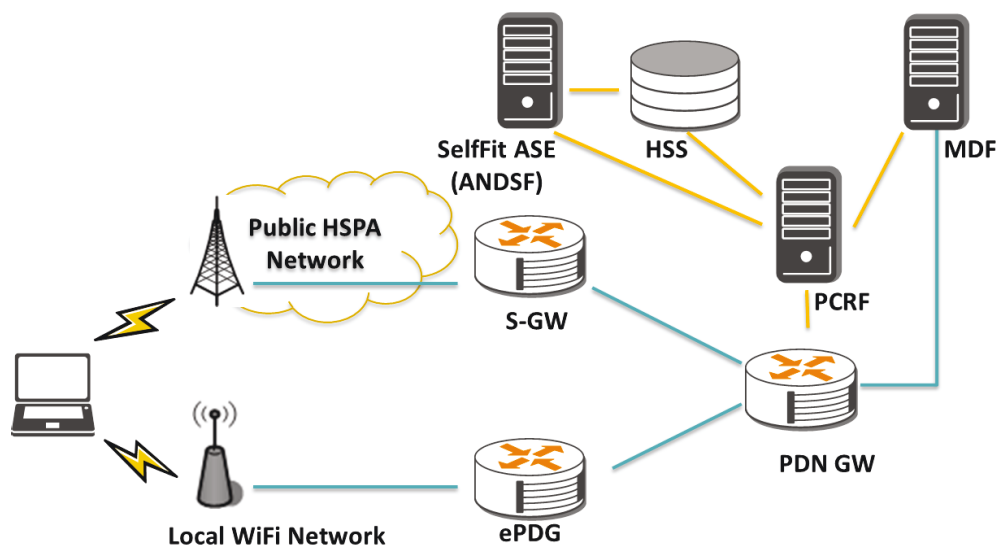 SelfFit ASE
(ANDSF)
HSS
MDF
Public HSPA
Network
PCRF
S-GW
PDN GW
Local WiFi Network
ePDG